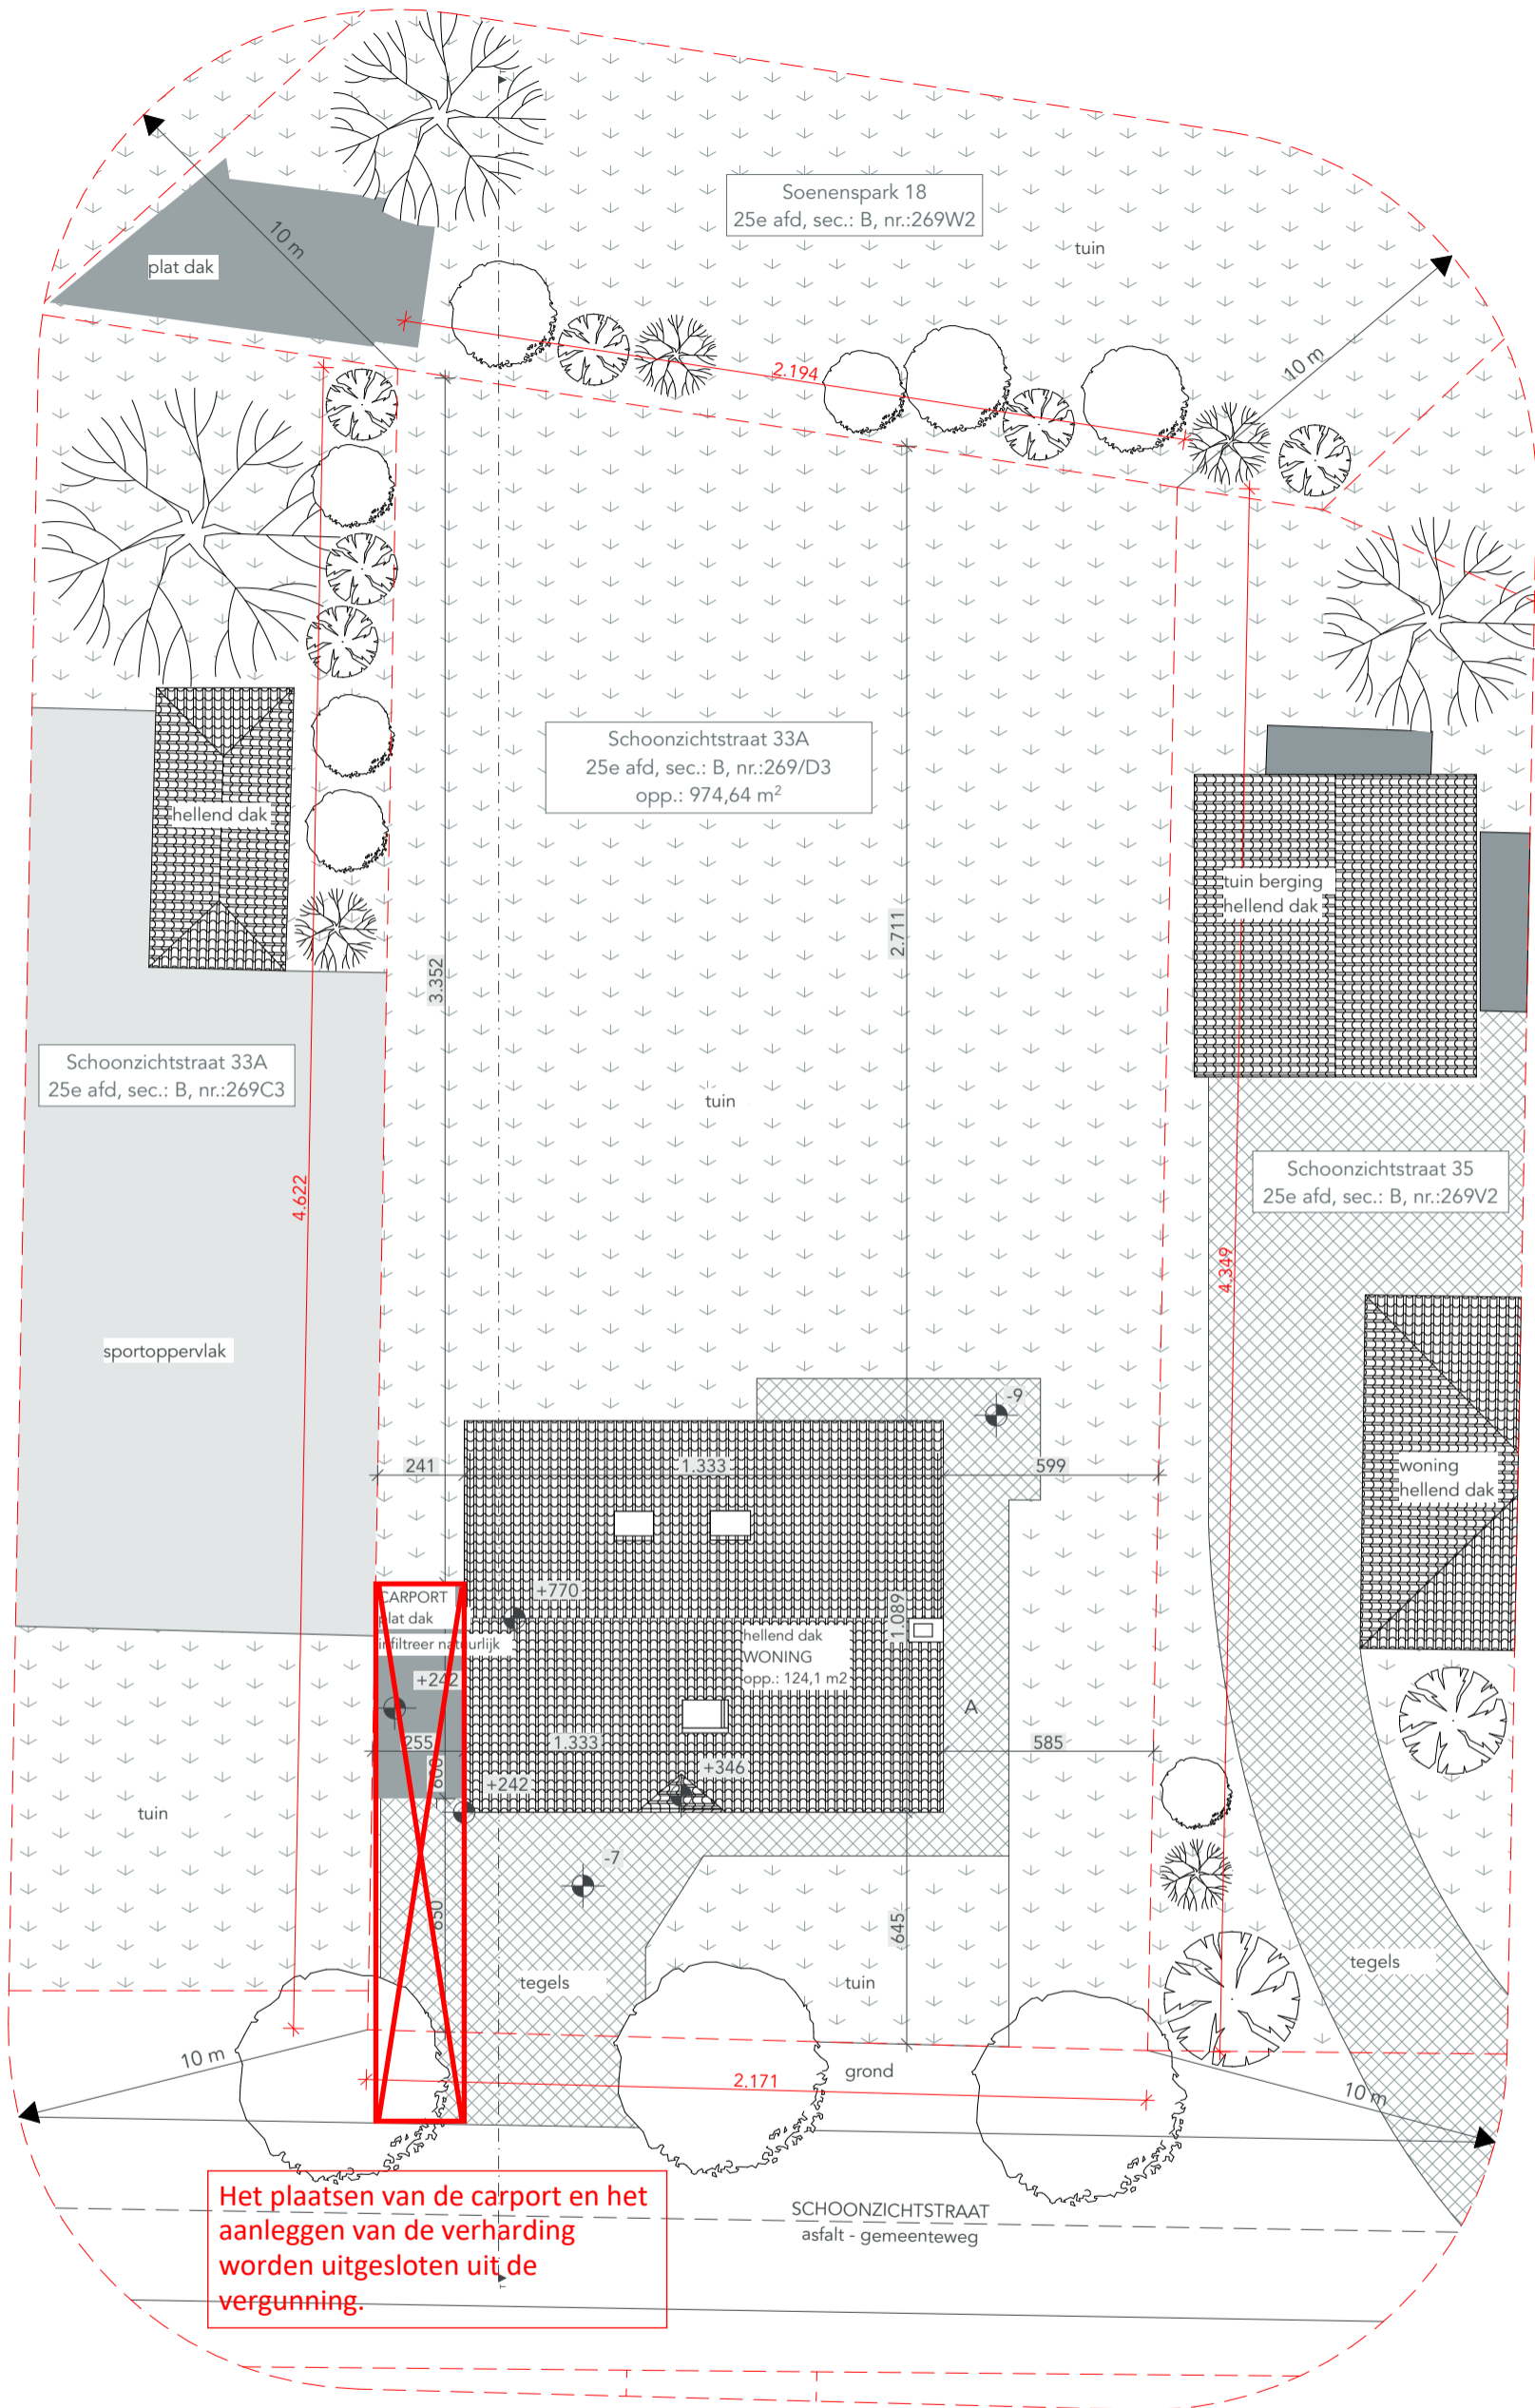 Soenenspark 18
25e afd, sec.: B, nr.:269W2
tuin
10 m
plat dak
10 m
2.194
Schoonzichtstraat 33A
25e afd, sec.: B, nr.:269/D3
opp.: 974,64 m²
hellend dak
tuin berging
hellend dak
2.711
3.352
Schoonzichtstraat 33A
25e afd, sec.: B, nr.:269C3
tuin
Schoonzichtstraat 35
25e afd, sec.: B, nr.:269V2
4.622
4.349
sportoppervlak
-9
241
1.333
599
woning
hellend dak
CARPORT
plat dak
+770
infiltreer natuurlijk
1.089
hellend dak
WONING
opp.: 124,1 m2
+242
A
255
1.333
585
600
+242
+346
tuin
-7
650
645
tegels
tuin
tegels
10 m
grond
2.171
10 m
Het plaatsen van de carport en het
aanleggen van de verharding
worden uitgesloten uit de
vergunning.
SCHOONZICHTSTRAAT
asfalt - gemeenteweg